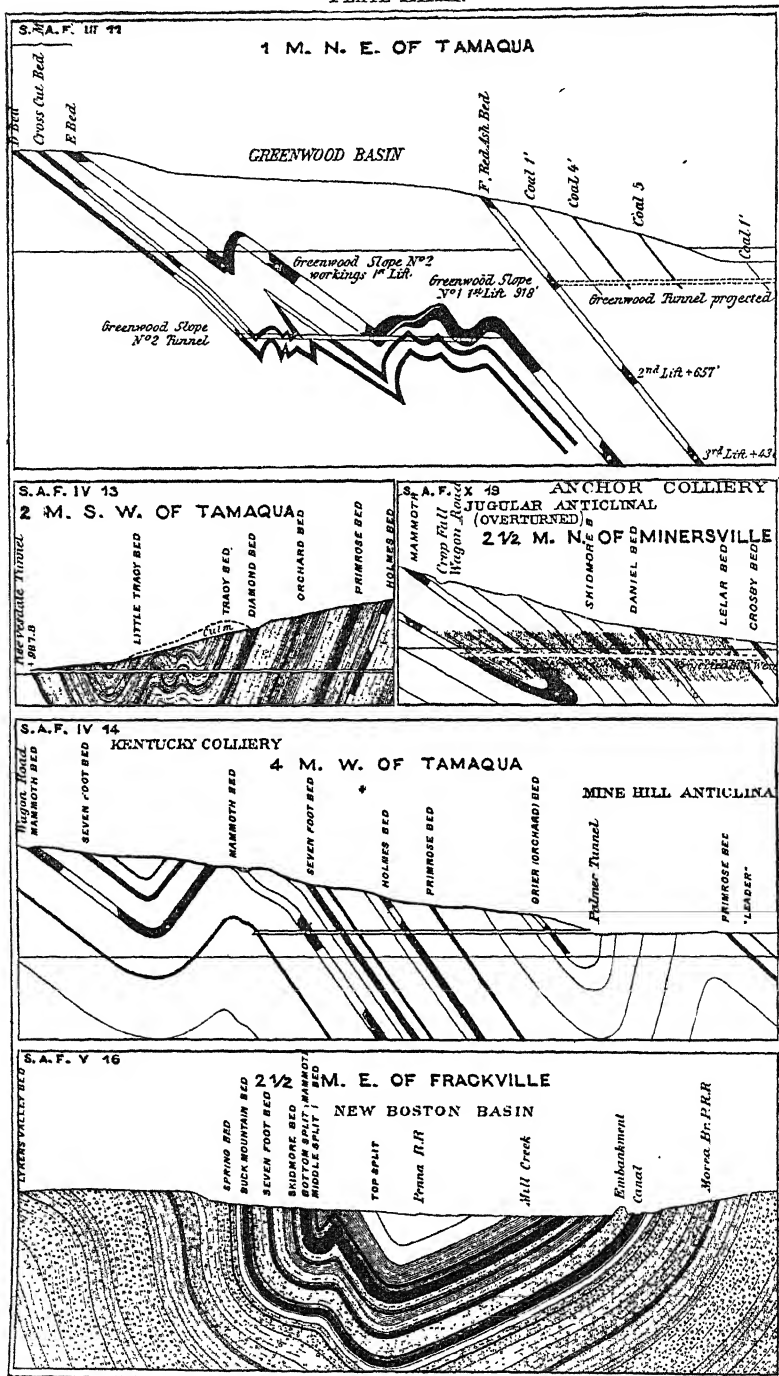 S. A. F. III 11
1 M. N. E. OF TAMAQUA
D Bed
Cross Cut Bed
E Bed
GREENWOOD BASIN
F. Red Ash Bed
Coal 1'
Coal 4'
Coal 5
Coal 1'
Greenwood Slope Nº2
workings 1st Lift.
Greenwood Slope
Nº1 1st Lift 918'
Greenwood Tunnel projected
Greenwood Slope
Nº2 Tunnel
2nd Lift + 657'
3rd Lift + 43
S. A. F. IV 13
2 M. S. W. OF TAMAQUA
LITTLE TRACY BED
Culm
TRACY BED
DIAMOND BED
ORCHARD BED
PRIMROSE BED
HOLMES BED
S. A. F. X 19
ANCHOR COLLIERY
JUGULAR ANTICLINAL
(OVERTURNED)
2 1/2 M. N. OF MINERSVILLE
MAMMOTH
Crop Fall
Wagon Road
SKIDMORE B
DANIEL BED
LELAR BED
CROSBY BED
S. A. F. IV 14
KENTUCKY COLLIERY
4 M. W. OF TAMAQUA
MINE HILL ANTICLINA
Wagon Road
MAMMOTH BED
SEVEN FOOT BED
MAMMOTH BED
SEVEN FOOT BED
HOLMES BED
PRIMROSE BED
ORIER (ORCHARD) BED
Palmer Tunnel
PRIMROSE BED
"LEADER"
S. A. F. V 16
2 1/2 M. E. OF FRACKVILLE
NEW BOSTON BASIN
LYKENS VALLEY BED
SPRING BED
BUCK MOUNTAIN BED
SEVEN FOOT BED
SKIDMORE BED
BOTTOM SPLIT MAMMOTH
MIDDLE SPLIT BED
TOP SPLIT
Penna R.R
Mill Creek
Embankment
Canal
Morea Br. P.R.R